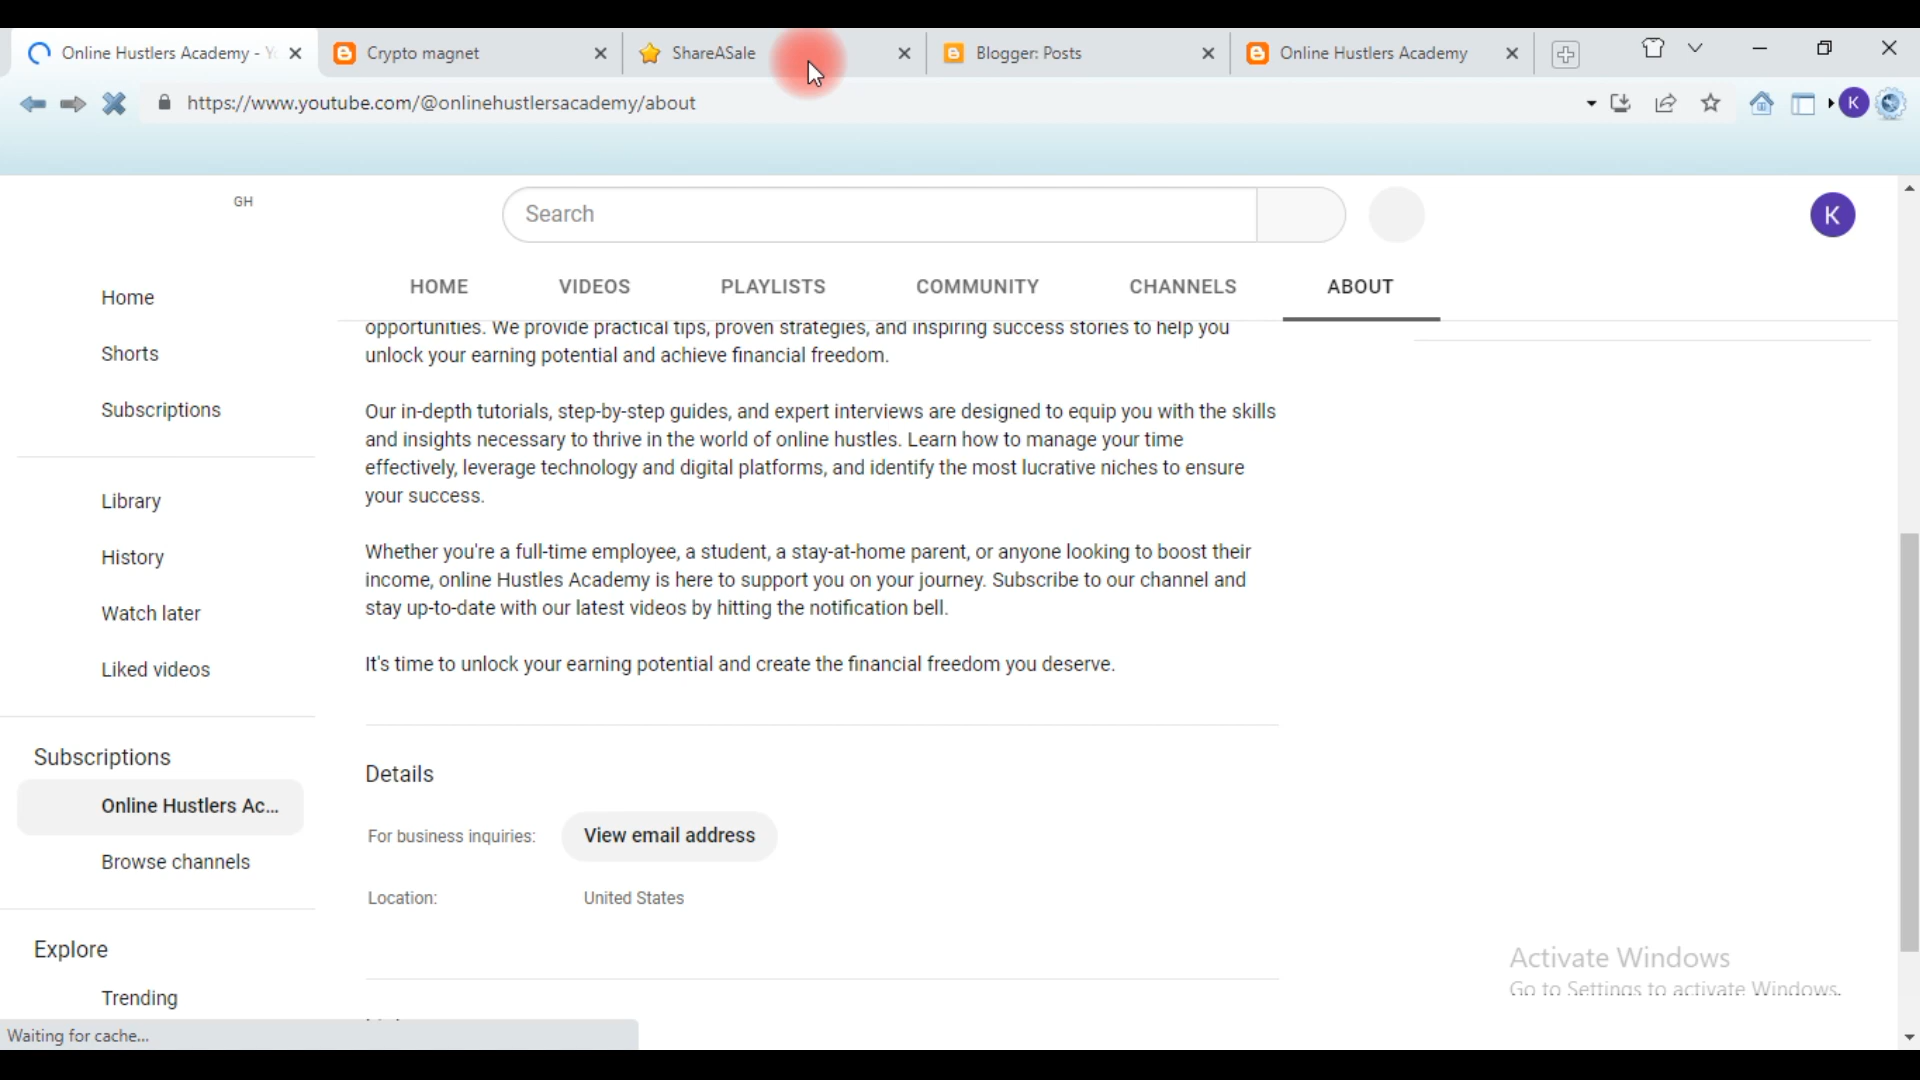 Online Hustlers Academy - Yo
Crypto magnet
ShareASale
Blogger: Posts
Online Hustlers Academy
https://www.youtube.com/@onlinehustlersacademy/about
K
GH
Search
K
HOME
VIDEOS
PLAYLISTS
COMMUNITY
CHANNELS
ABOUT
Home
Shorts
Subscriptions
Library
History
Watch later
Liked videos
Subscriptions
Online Hustlers Ac...
Browse channels
Explore
Trending
opportunities. We provide practical tips, proven strategies, and inspiring success stories to help you
unlock your earning potential and achieve financial freedom.
Our in-depth tutorials, step-by-step guides, and expert interviews are designed to equip you with the skills
and insights necessary to thrive in the world of online hustles. Learn how to manage your time
effectively, leverage technology and digital platforms, and identify the most lucrative niches to ensure
your success.
Whether you're a full-time employee, a student, a stay-at-home parent, or anyone looking to boost their
income, online Hustles Academy is here to support you on your journey. Subscribe to our channel and
stay up-to-date with our latest videos by hitting the notification bell.
It's time to unlock your earning potential and create the financial freedom you deserve.
Details
For business inquiries:
View email address
Location:
United States
Activate Windows
Go to Settings to activate Windows.
Waiting for cache...